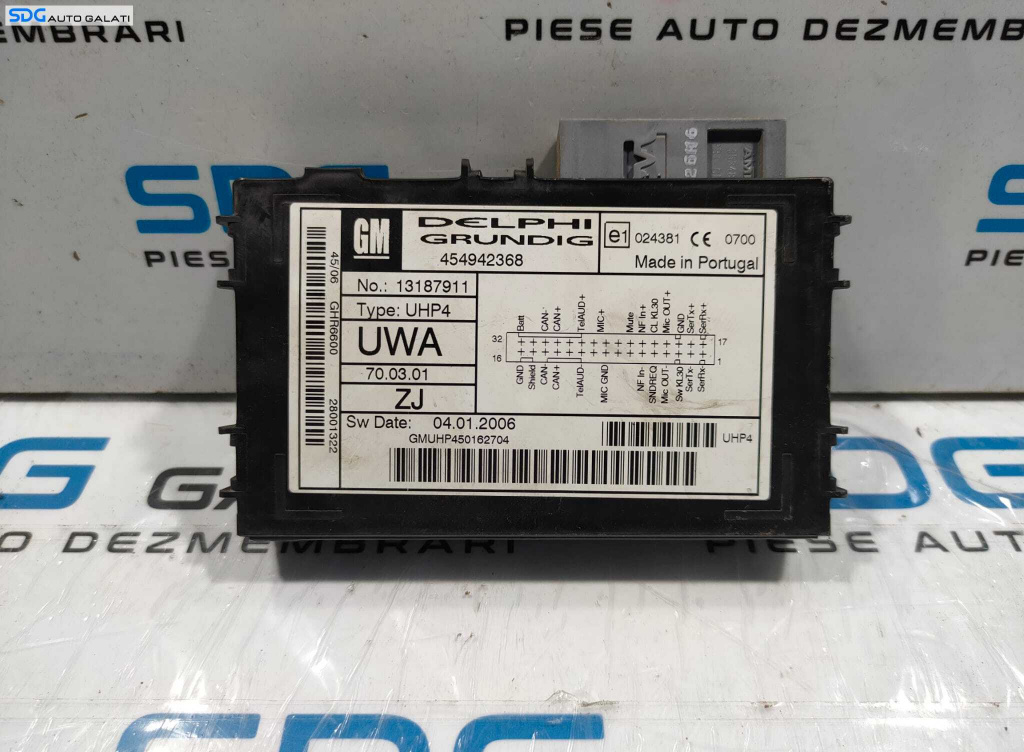 SDG AUTO GALATI
EMBRARI
PIESE AUTO DEZMEMB
SDG
PIESE
GM
DELPHI
GRUNDIG
454942368
e1 024381 CE 0700
Made in Portugal
No.: 13187911
Type: UHP4
UWA
70.03.01
ZJ
Sw Date: 04.01.2006
GMUHP450162704
UHP4
45/06 GHR6600 28001322
Batt CAN- CAN+ TelAUD+ MIC+ Mute NF In+ CL KL30 Mic OUT+ GND SerTx+ SerRx+
32 17
16 1
GND Shield CAN- CAN+ TelAUD- MIC GND NF In- SNDREQ Mic OUT- Sw KL30 SerTx- SerRx-
GA
DEZMEMBRARI
PIESE AUTO
SDG